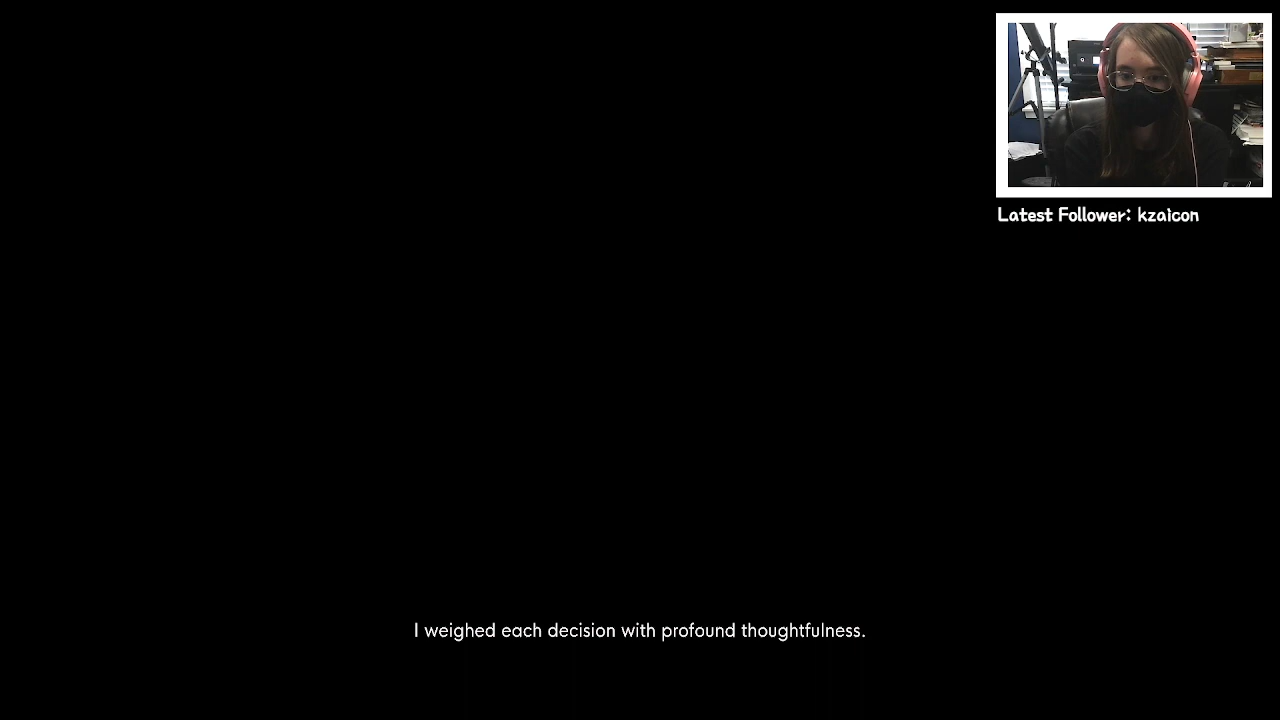 Latest Follower: kzaicon
I weighed each decision with profound thoughtfulness.